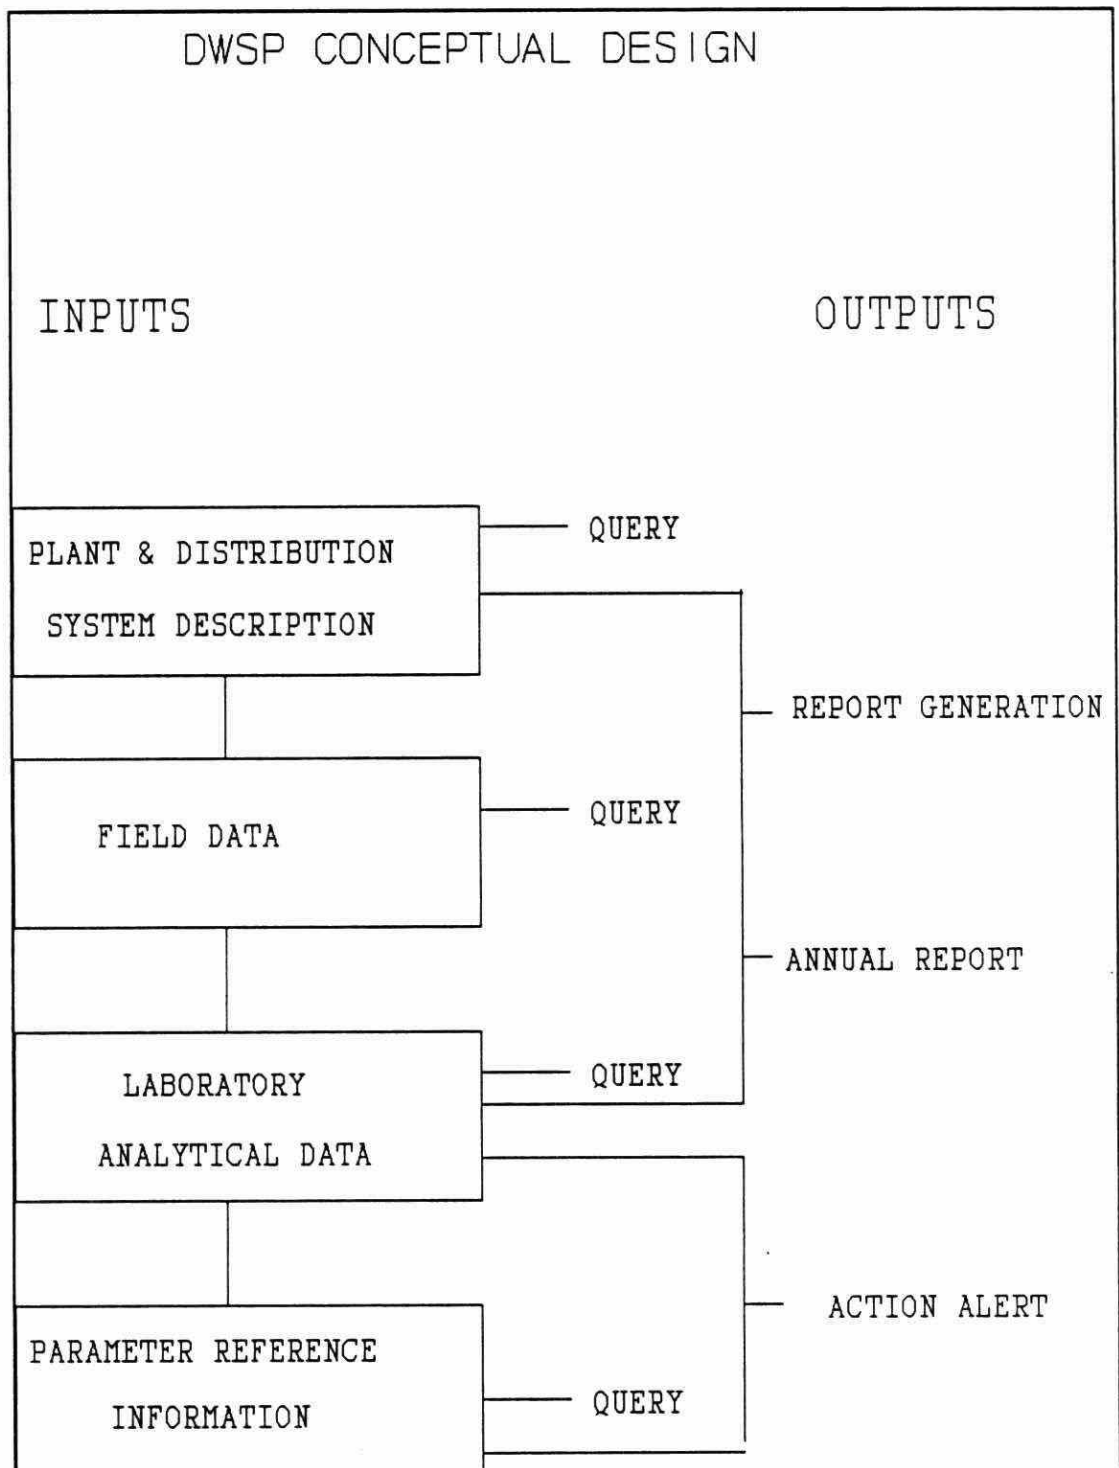 DWSP CONCEPTUAL DESIGN
INPUTS
OUTPUTS
QUERY
PLANT & DISTRIBUTION
SYSTEM DESCRIPTION
REPORT GENERATION
QUERY
FIELD DATA
ANNUAL REPORT
QUERY
LABORATORY
ANALYTICAL DATA
ACTION ALERT
PARAMETER REFERENCE
QUERY
INFORMATION